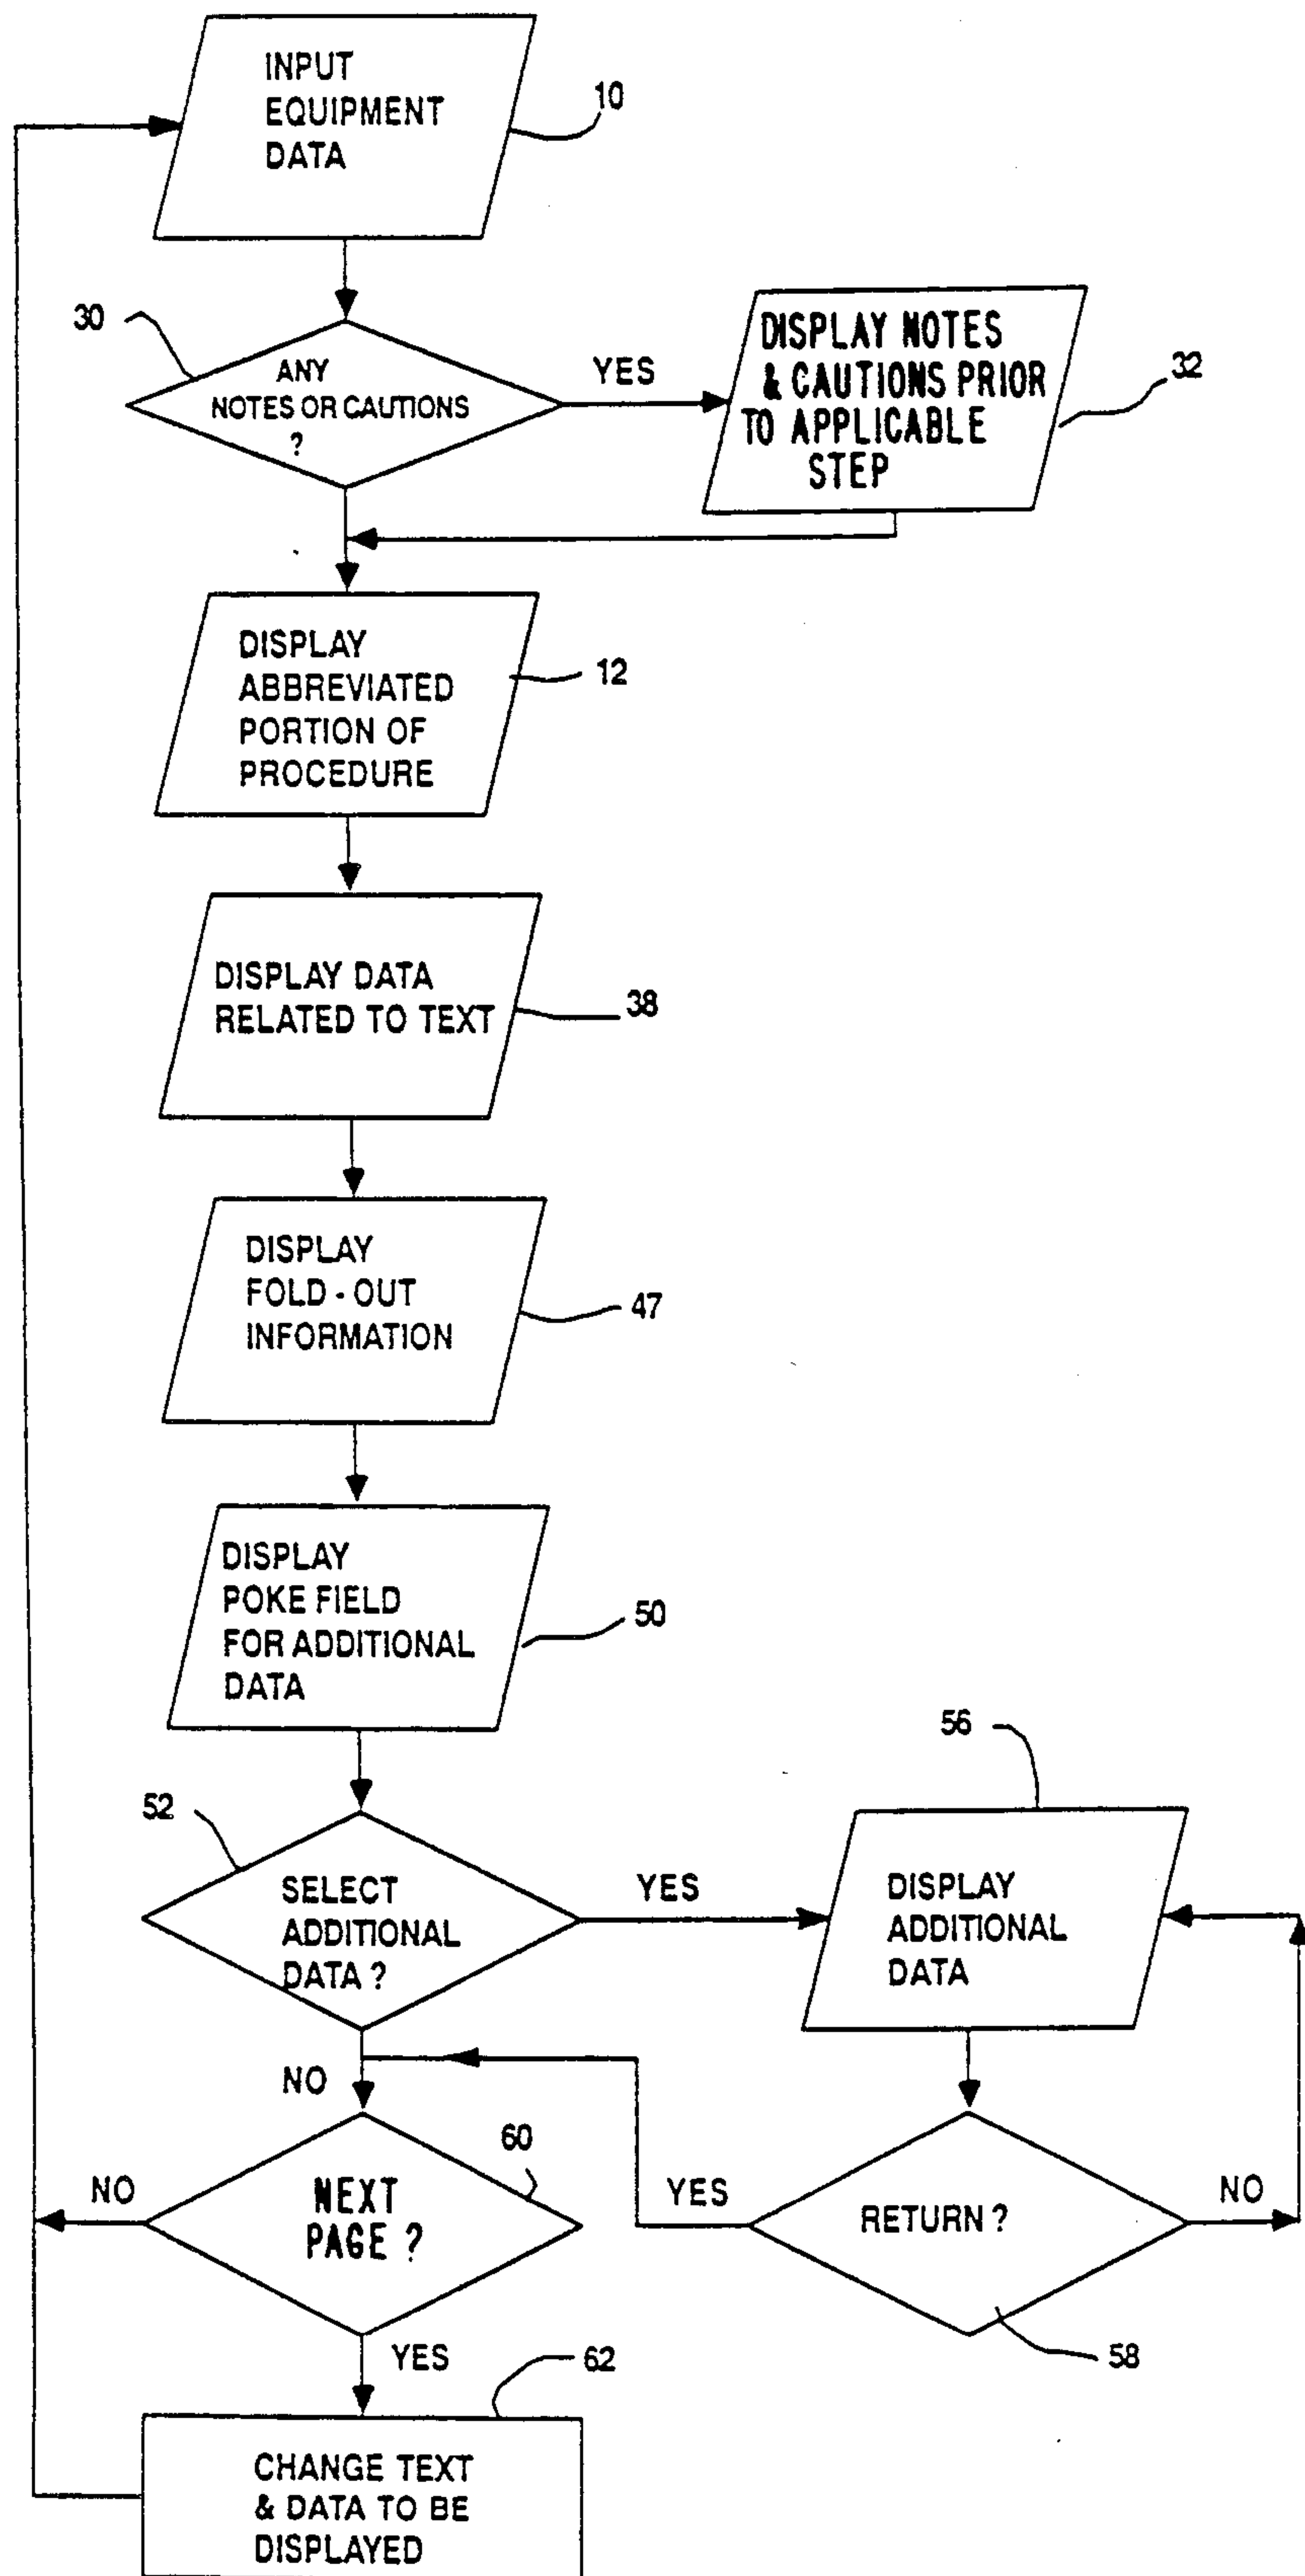 INPUT
EQUIPMENT
DATA
10
30
ANY
NOTES OR CAUTIONS
?
YES
DISPLAY NOTES
& CAUTIONS PRIOR
TO APPLICABLE
STEP
32
DISPLAY
ABBREVIATED
PORTION OF
PROCEDURE
12
DISPLAY DATA
RELATED TO TEXT
38
DISPLAY
FOLD - OUT
INFORMATION
47
DISPLAY
POKE FIELD
FOR ADDITIONAL
DATA
50
52
SELECT
ADDITIONAL
DATA ?
YES
56
DISPLAY
ADDITIONAL
DATA
NO
NO
NEXT
PAGE ?
60
YES
RETURN ?
NO
58
YES
62
CHANGE TEXT
& DATA TO BE
DISPLAYED